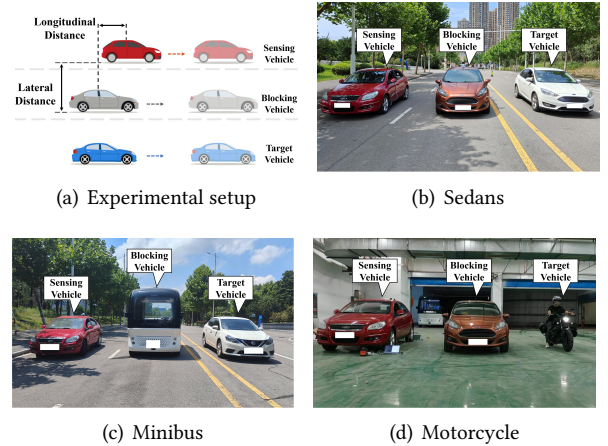 Longitudinal
Distance
Sensing
Vehicle
Lateral
Distance
Blocking
Vehicle
Target
Vehicle
(a) Experimental setup
Sensing
Vehicle
Blocking
Vehicle
Target
Vehicle
(b) Sedans
Sensing
Vehicle
Blocking
Vehicle
Target
Vehicle
(c) Minibus
Sensing
Vehicle
Blocking
Vehicle
Target
Vehicle
(d) Motorcycle